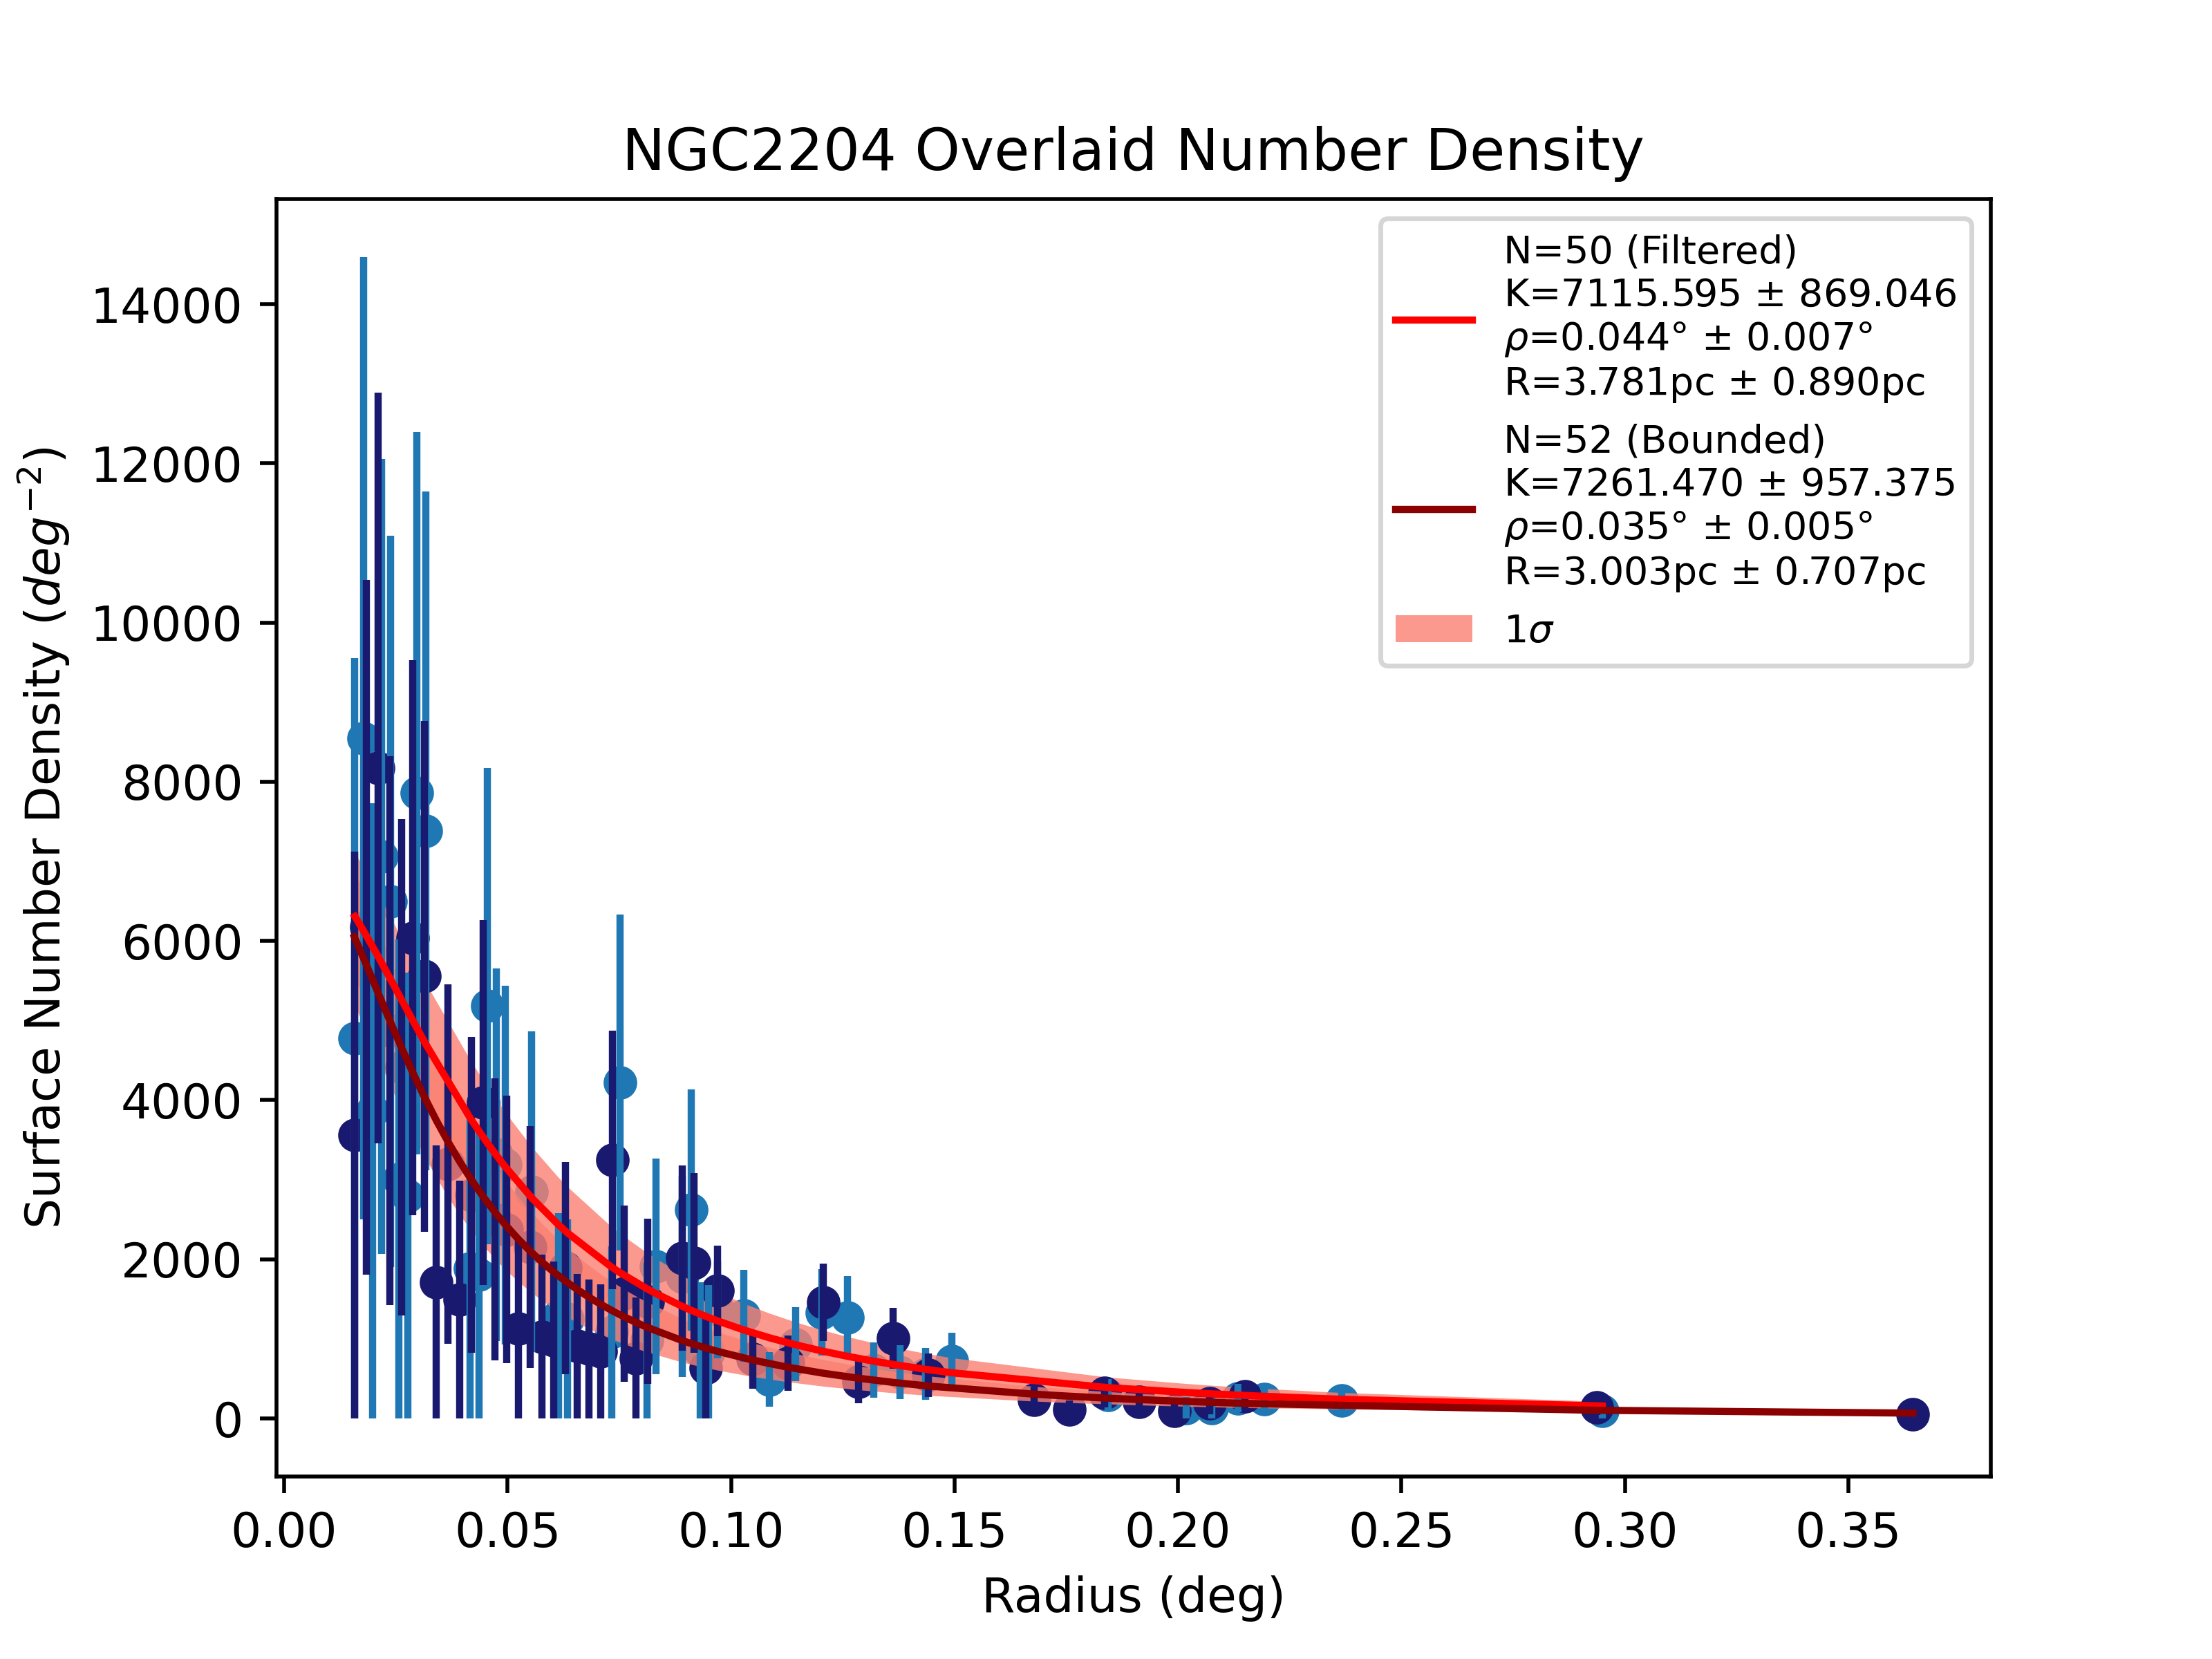 NGC2204 Overlaid Number Density
N=50 (Filtered)
K=7115.595 ± 869.046
ρ=0.044° ± 0.007°
R=3.781pc ± 0.890pc
N=52 (Bounded)
K=7261.470 ± 957.375
ρ=0.035° ± 0.005°
R=3.003pc ± 0.707pc
1σ
Surface Number Density (deg⁻²)
14000
12000
10000
8000
6000
4000
2000
0
0.00 0.05 0.10 0.15 0.20 0.25 0.30 0.35
Radius (deg)